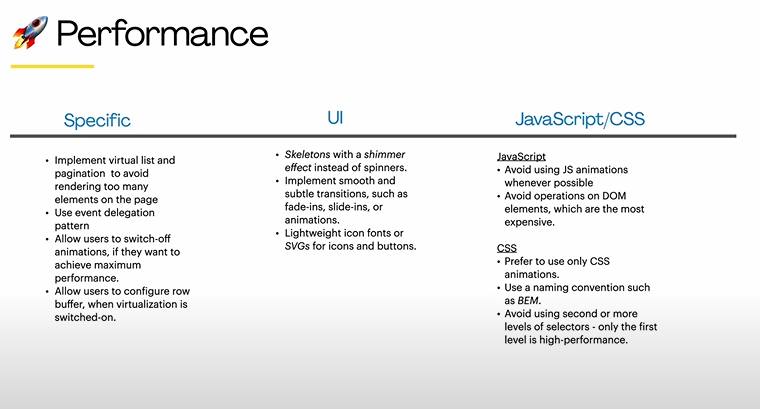 Performance
Specific
UI
JavaScript/CSS
• Implement virtual list and
pagination to avoid
rendering too many
elements on the page
• Use event delegation
pattern
• Allow users to switch-off
animations, if they want to
achieve maximum
performance.
• Allow users to configure row
buffer, when virtualization is
switched-on.
• Skeletons with a shimmer
effect instead of spinners.
• Implement smooth and
subtle transitions, such as
fade-ins, slide-ins, or
animations.
• Lightweight icon fonts or
SVGs for icons and buttons.
JavaScript
• Avoid using JS animations
whenever possible
• Avoid operations on DOM
elements, which are the most
expensive.
CSS
• Prefer to use only CSS
animations.
• Use a naming convention such
as BEM.
• Avoid using second or more
levels of selectors - only the first
level is high-performance.